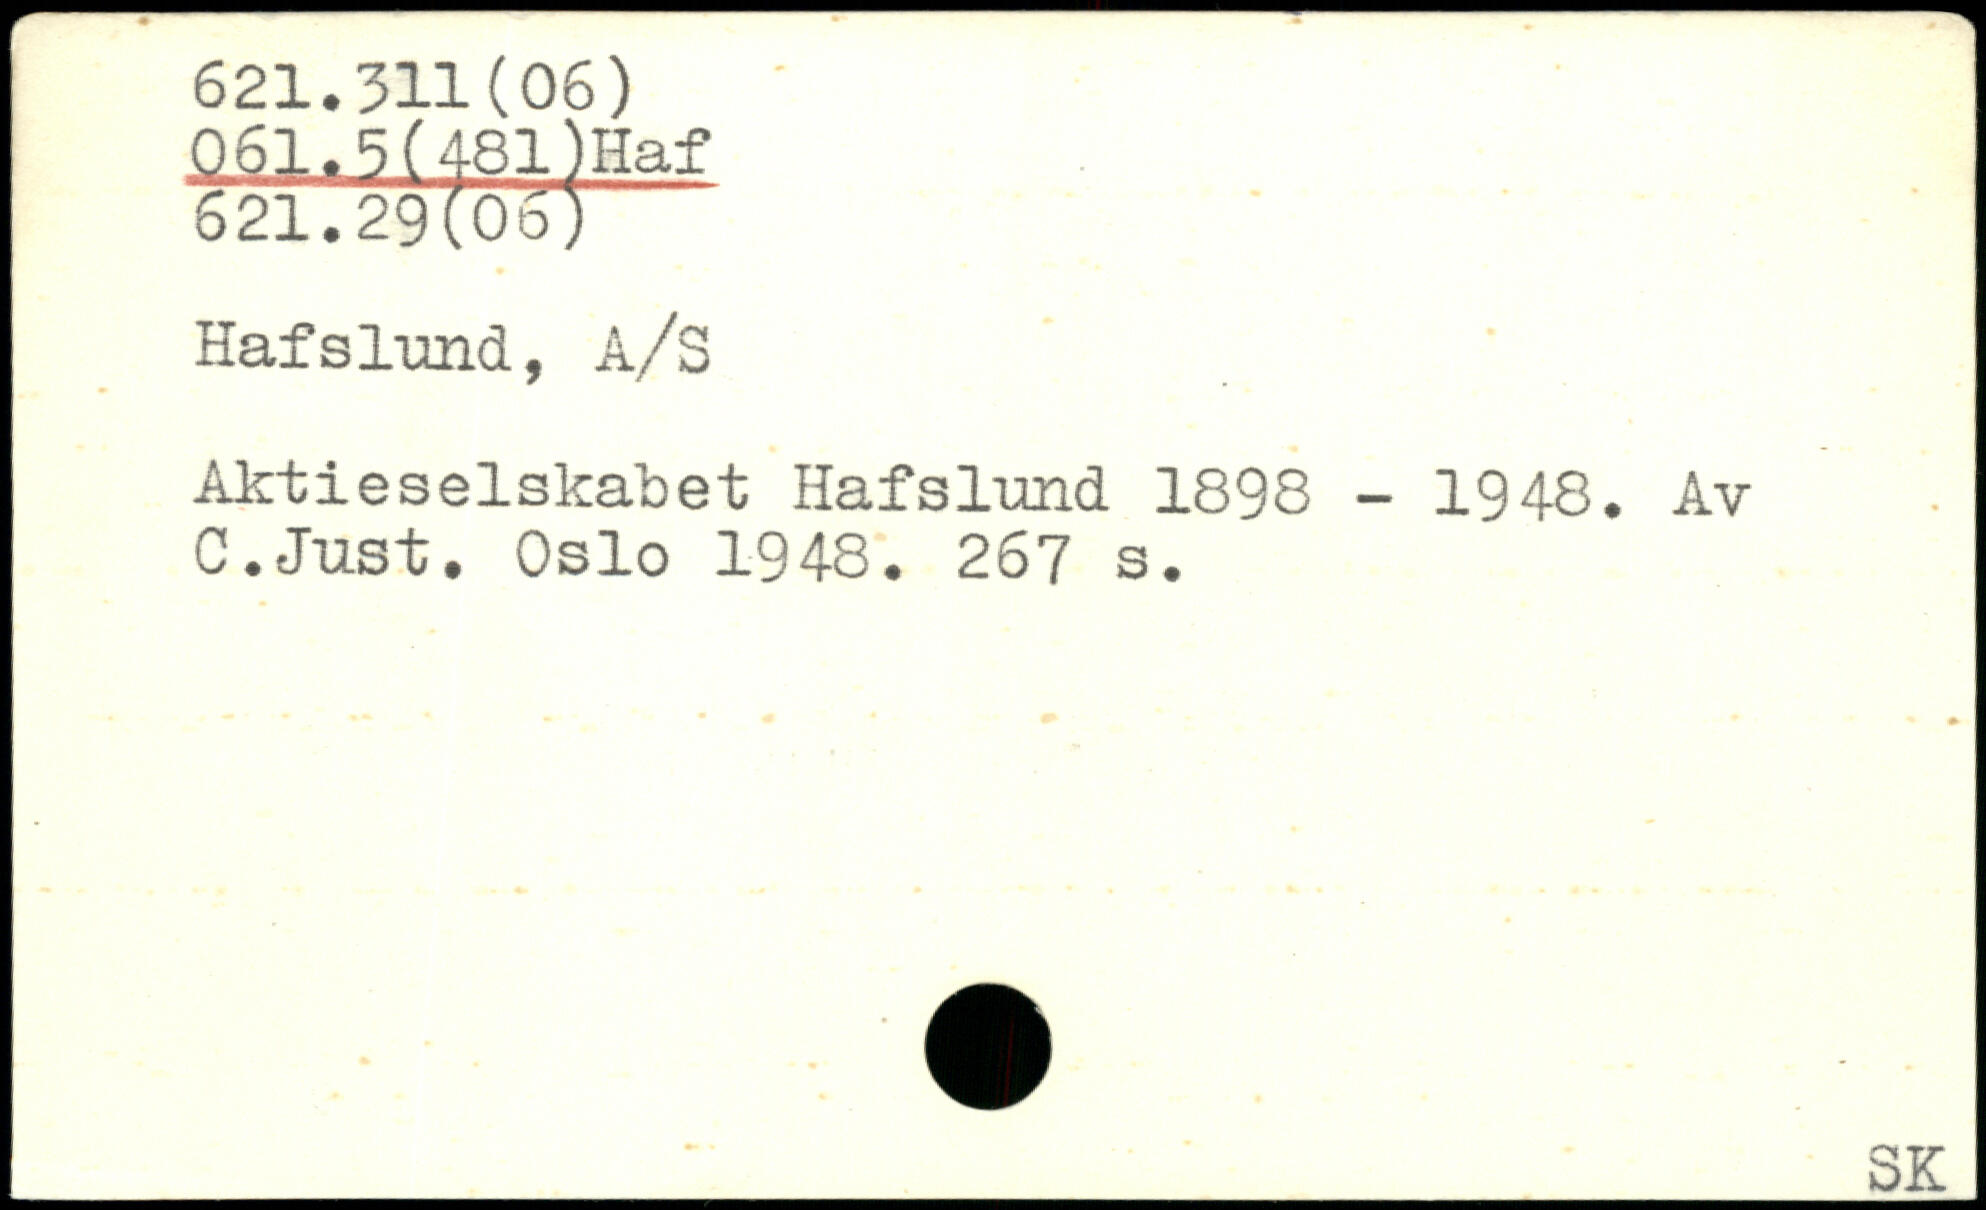 621.311(06)
061.5(481)Haf
621.29(06)
Hafslund, A/S
Aktieselskabet Hafslund 1898 - 1948. Av
C.Just. Oslo 1948. 267 s.
SK